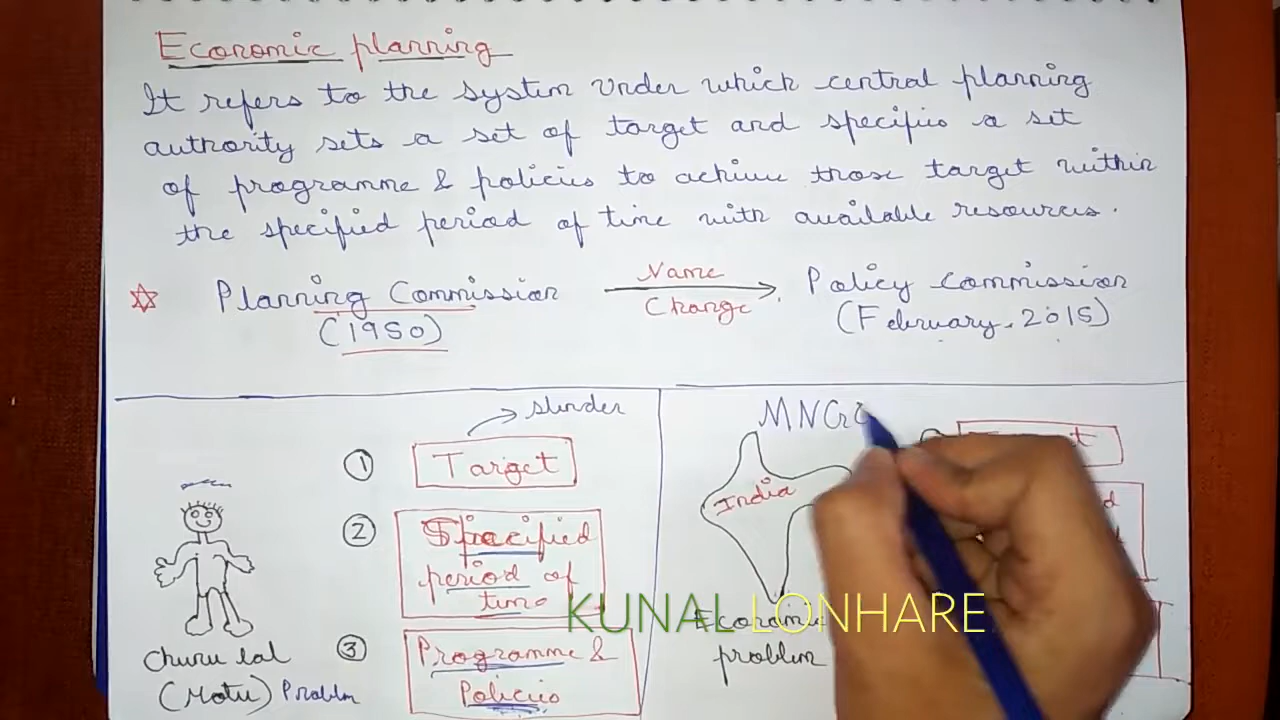 Economic planning
It refers to the system under which central planning
authority sets a set of target and specifies a set
of programme & policies to achieve those target within
the specified period of time with available resources.
Planning Commission
(1950)
Name
Change
Policy Commission
(February, 2015)
① Target
slender
② Specified
period of
time
③ Programme &
Policies
Churu Lal
(Motu) Problem
India
Economic
problem
KUNAL LONHARE